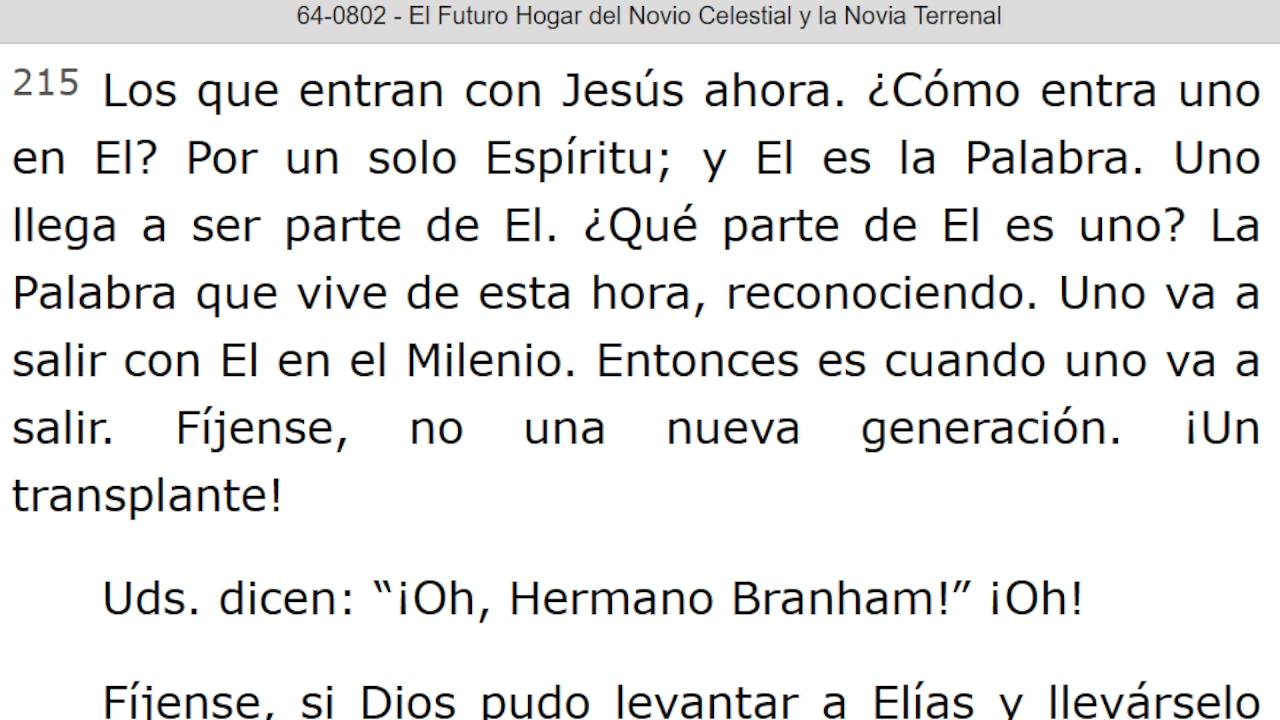 64-0802 - El Futuro Hogar del Novio Celestial y la Novia Terrenal
215 Los que entran con Jesús ahora. ¿Cómo entra uno
en El? Por un solo Espíritu; y El es la Palabra. Uno
llega a ser parte de El. ¿Qué parte de El es uno? La
Palabra que vive de esta hora, reconociendo. Uno va a
salir con El en el Milenio. Entonces es cuando uno va a
salir. Fíjense, no una nueva generación. ¡Un
transplante!
Uds. dicen: “¡Oh, Hermano Branham!” ¡Oh!
Fíjense, si Dios pudo levantar a Elías y llevárselo